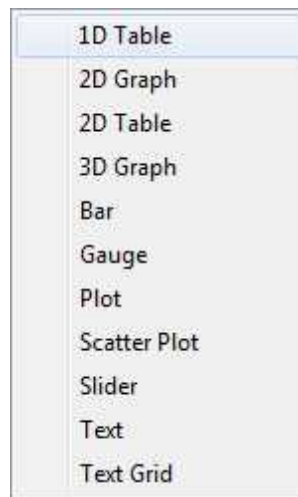 1D Table
2D Graph
2D Table
3D Graph
Bar
Gauge
Plot
Scatter Plot
Slider
Text
Text Grid